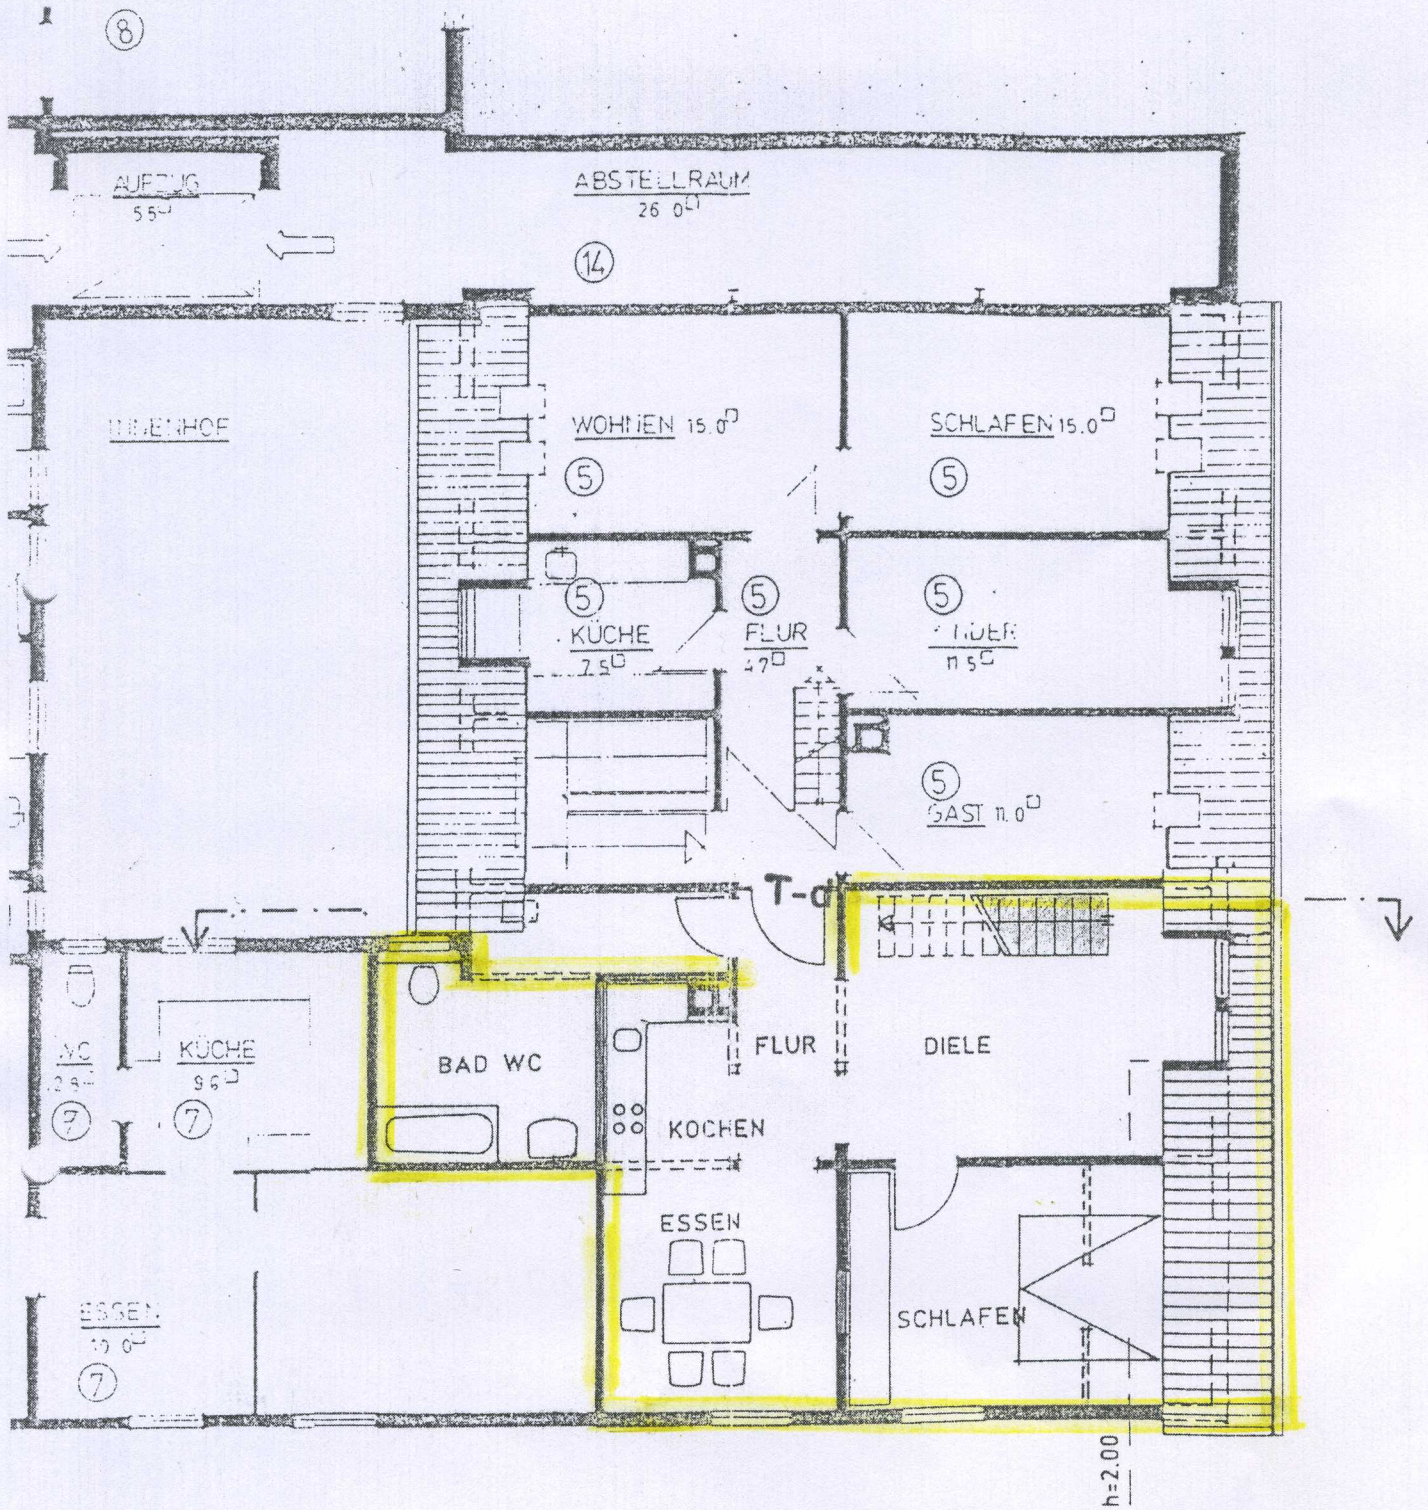 8
AUFZUG
5.5
ABSTELLRAUM
26.0
14
WOHNEN 15.0
5
SCHLAFEN 15.0
5
5
KÜCHE
7.5
5
FLUR
4.7
5
11.5
5
GAST 11.0
T-d
WC
7
KÜCHE
9.6
7
BAD WC
FLUR
DIELE
KOCHEN
ESSEN
SCHLAFEN
ESSEN
7
h=2.00